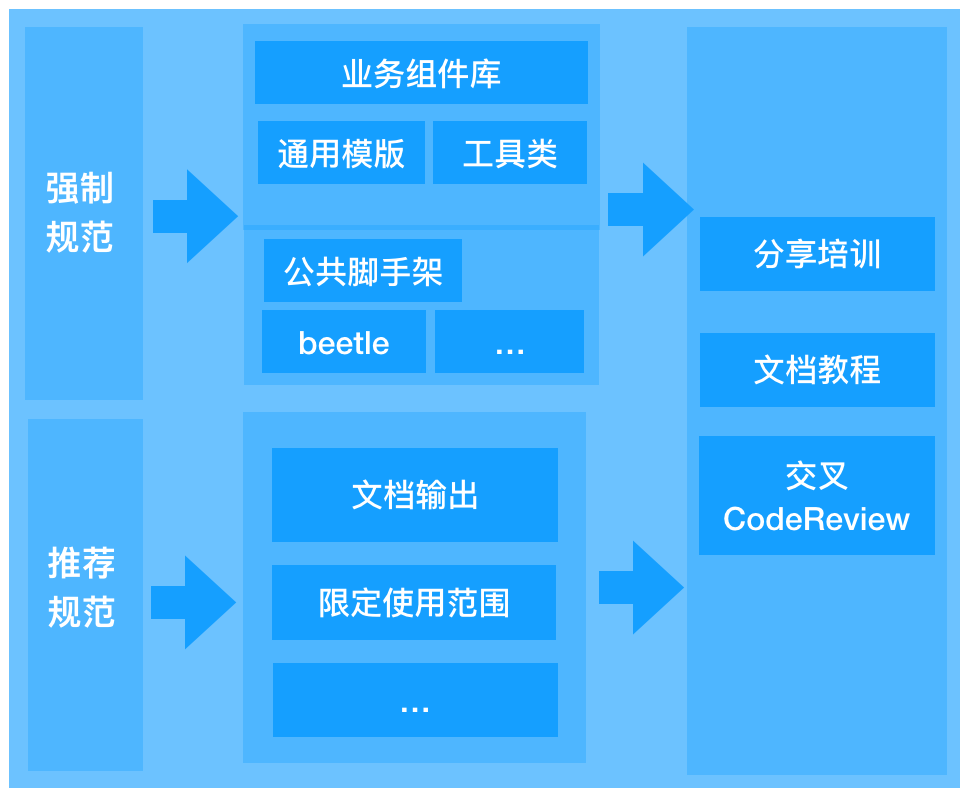 强制
规范
业务组件库
通用模版
工具类
公共脚手架
beetle
...
推荐
规范
文档输出
限定使用范围
...
分享培训
文档教程
交叉
CodeReview